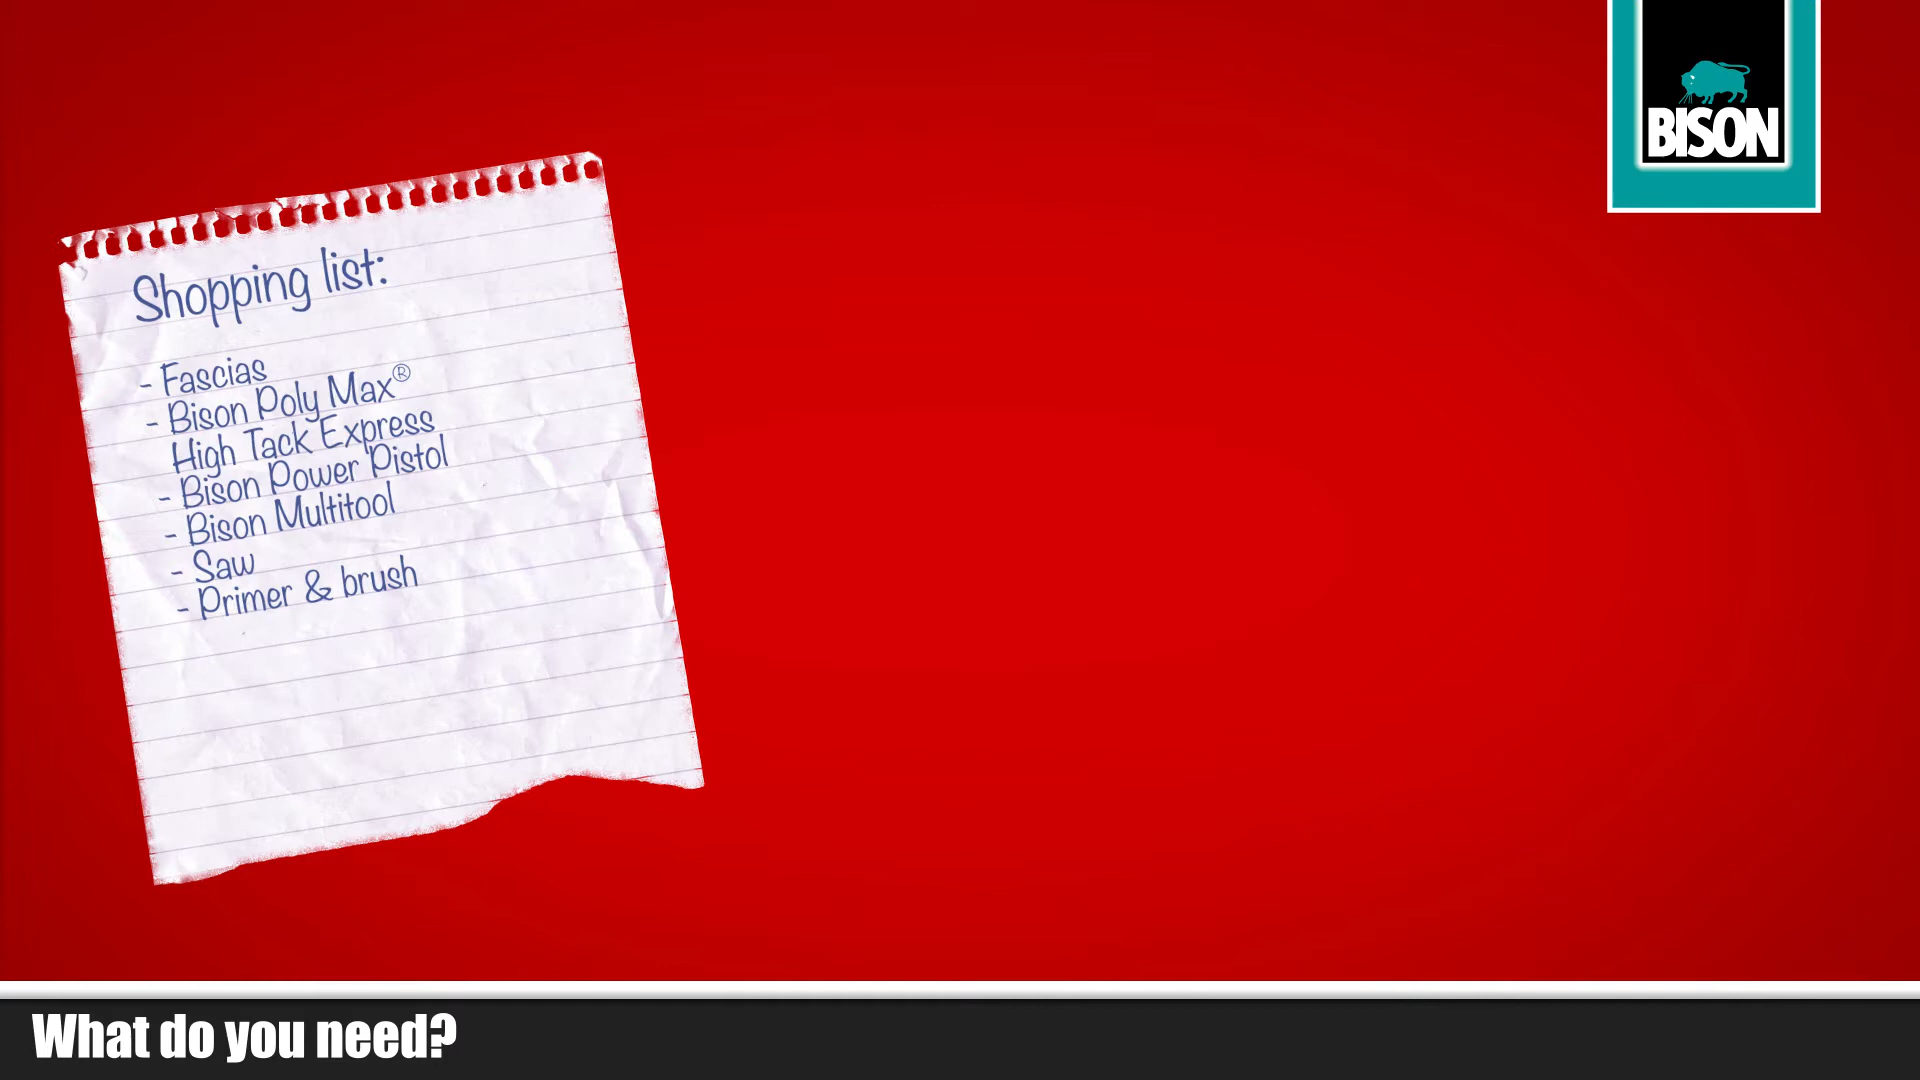 BISON
Shopping list:
- Fascias
- Bison Poly Max®
High Tack Express
- Bison Power Pistol
- Bison Multitool
- Saw
- Primer & brush
What do you need?